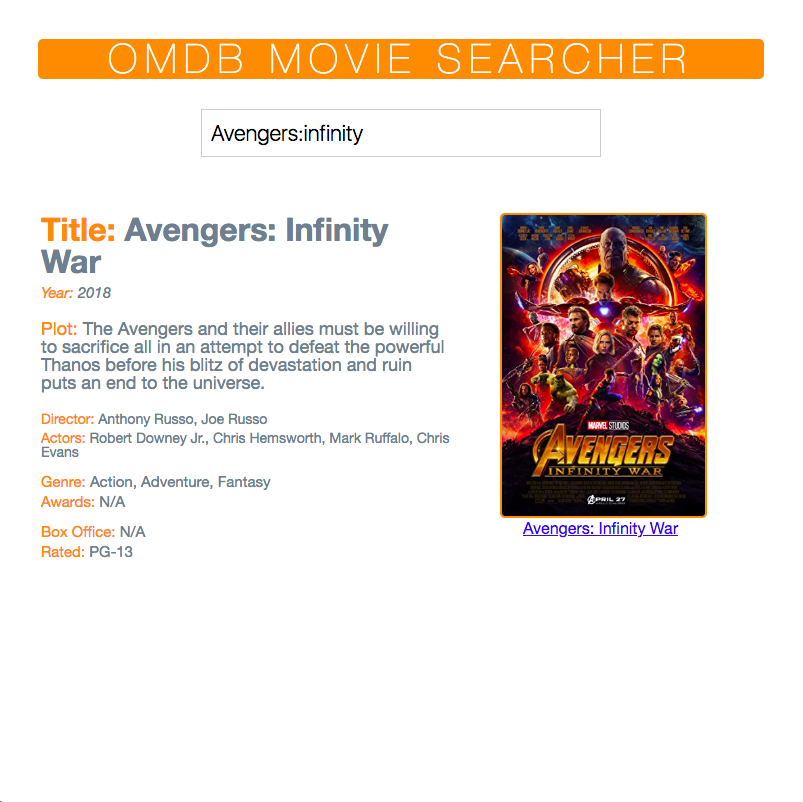 OMDB MOVIE SEARCHER
Avengers:infinity
Title: Avengers: Infinity
War
Year: 2018
Plot: The Avengers and their allies must be willing
to sacrifice all in an attempt to defeat the powerful
Thanos before his blitz of devastation and ruin
puts an end to the universe.
Director: Anthony Russo, Joe Russo
Actors: Robert Downey Jr., Chris Hemsworth, Mark Ruffalo, Chris
Evans
Genre: Action, Adventure, Fantasy
Awards: N/A
Box Office: N/A
Rated: PG-13
MARVEL STUDIOS
AVENGERS
INFINITY WAR
APRIL 27
Avengers: Infinity War